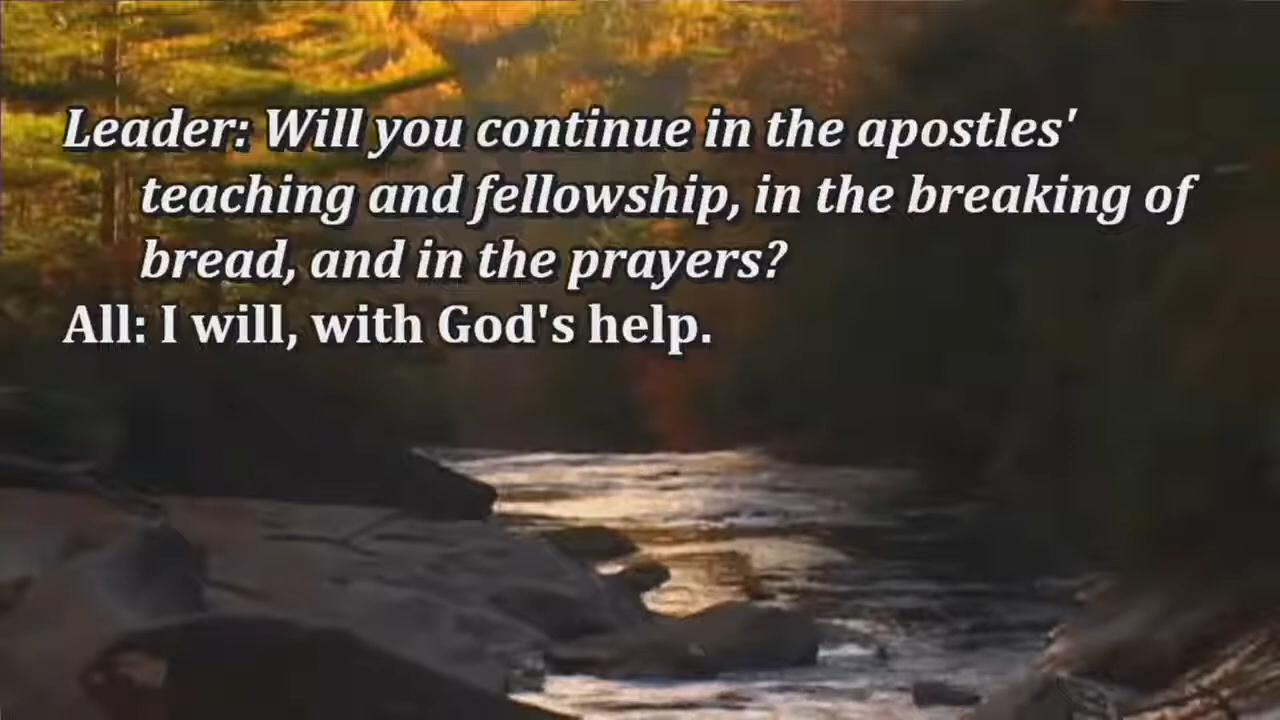 Leader: Will you continue in the apostles'
teaching and fellowship, in the breaking of
bread, and in the prayers?
All: I will, with God's help.